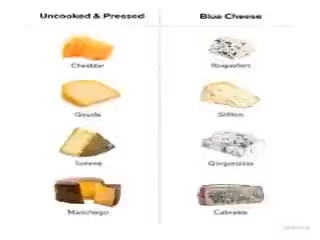 Uncooked & Pressed
Cheddar
Gouda
Manchego
Blue Cheese
Roquefort
Stilton
Gorgonzola
Cabrales